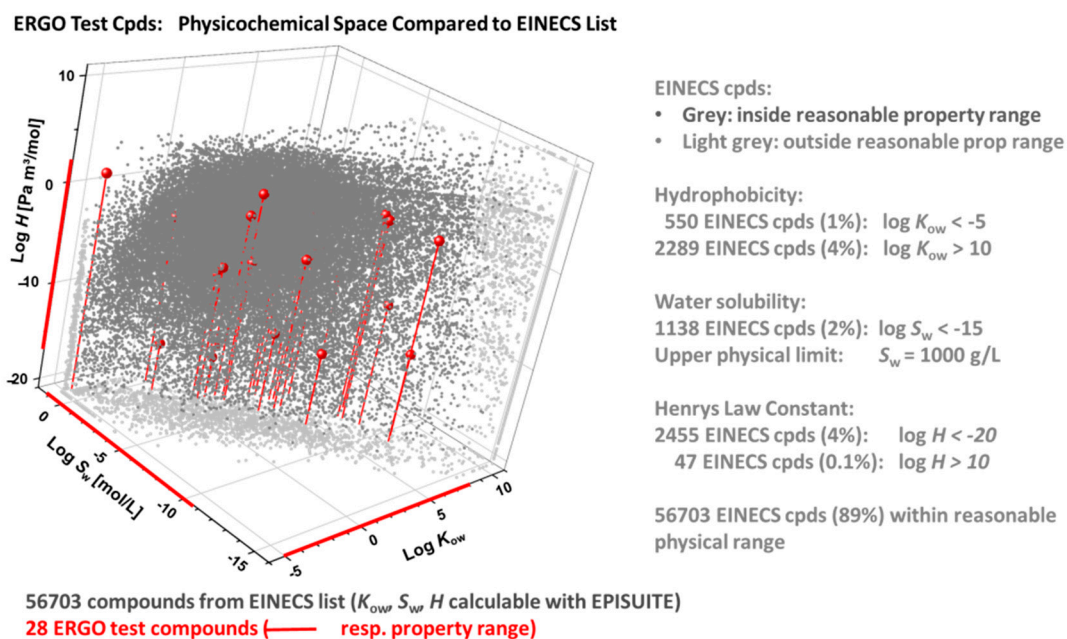 ERGO Test Cpds: Physicochemical Space Compared to EINECS List
10
0
-10
-20
Log H [Pa m³/mol]
0
-5
-10
-15
Log Sw [mol/L]
-5
0
5
10
Log Kow
EINECS cpds:
• Grey: inside reasonable property range
• Light grey: outside reasonable prop range
Hydrophobicity:
550 EINECS cpds (1%): log Kow < -5
2289 EINECS cpds (4%): log Kow > 10
Water solubility:
1138 EINECS cpds (2%): log Sw < -15
Upper physical limit: Sw = 1000 g/L
Henrys Law Constant:
2455 EINECS cpds (4%): log H < -20
47 EINECS cpds (0.1%): log H > 10
56703 EINECS cpds (89%) within reasonable
physical range
56703 compounds from EINECS list (Kow, Sw, H calculable with EPISUITE)
28 ERGO test compounds (—— resp. property range)